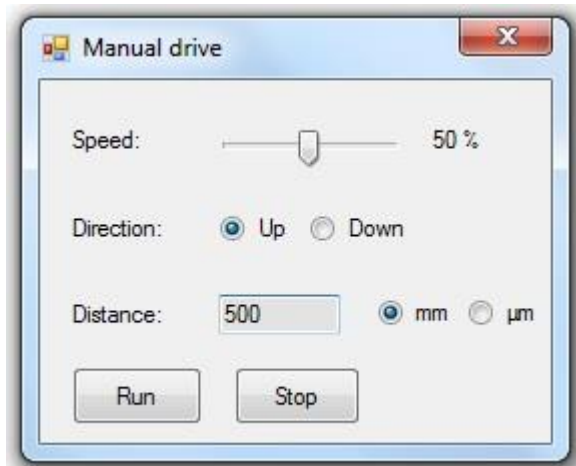 Manual drive
Speed: 50 %
Direction: Up Down
Distance: 500 mm µm
Run Stop